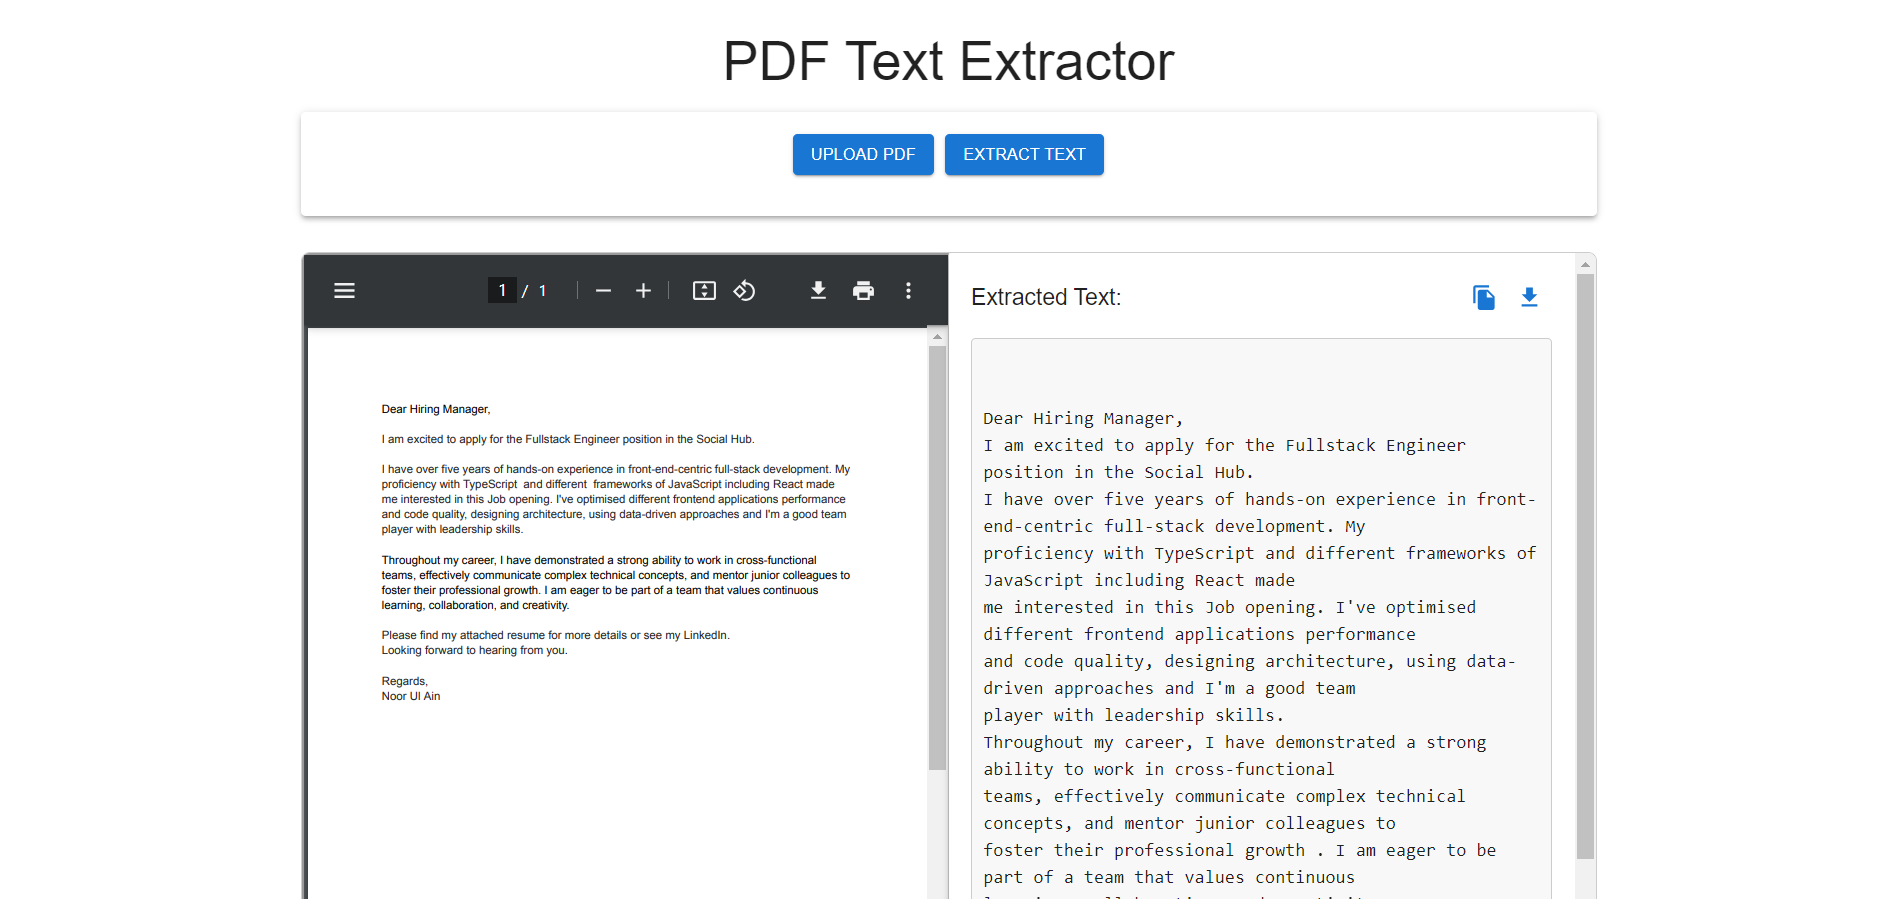 PDF Text Extractor
UPLOAD PDF
EXTRACT TEXT
1 / 1
Dear Hiring Manager,
I am excited to apply for the Fullstack Engineer position in the Social Hub.
I have over five years of hands-on experience in front-end-centric full-stack development. My
proficiency with TypeScript  and different  frameworks of JavaScript including React made
me interested in this Job opening. I've optimised different frontend applications performance
and code quality, designing architecture, using data-driven approaches and I'm a good team
player with leadership skills.
Throughout my career, I have demonstrated a strong ability to work in cross-functional
teams, effectively communicate complex technical concepts, and mentor junior colleagues to
foster their professional growth. I am eager to be part of a team that values continuous
learning, collaboration, and creativity.
Please find my attached resume for more details or see my LinkedIn.
Looking forward to hearing from you.
Regards,
Noor Ul Ain
Extracted Text:
Dear Hiring Manager,
I am excited to apply for the Fullstack Engineer
position in the Social Hub.
I have over five years of hands-on experience in front-
end-centric full-stack development. My
proficiency with TypeScript and different frameworks of
JavaScript including React made
me interested in this Job opening. I've optimised
different frontend applications performance
and code quality, designing architecture, using data-
driven approaches and I'm a good team
player with leadership skills.
Throughout my career, I have demonstrated a strong
ability to work in cross-functional
teams, effectively communicate complex technical
concepts, and mentor junior colleagues to
foster their professional growth . I am eager to be
part of a team that values continuous